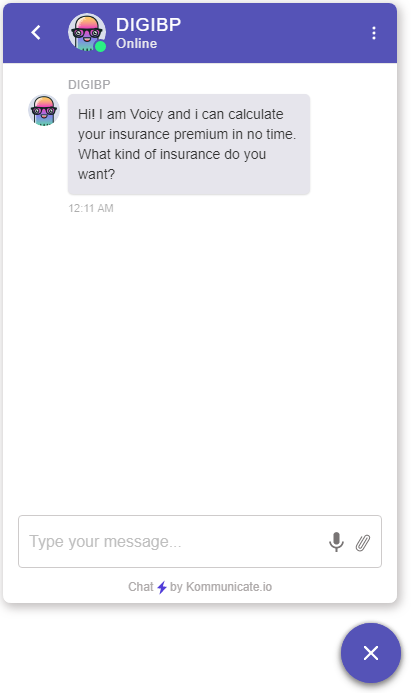 DIGIBP
Online
DIGIBP
Hi! I am Voicy and i can calculate
your insurance premium in no time.
What kind of insurance do you
want?
12:11 AM
Type your message...
Chat by Kommunicate.io